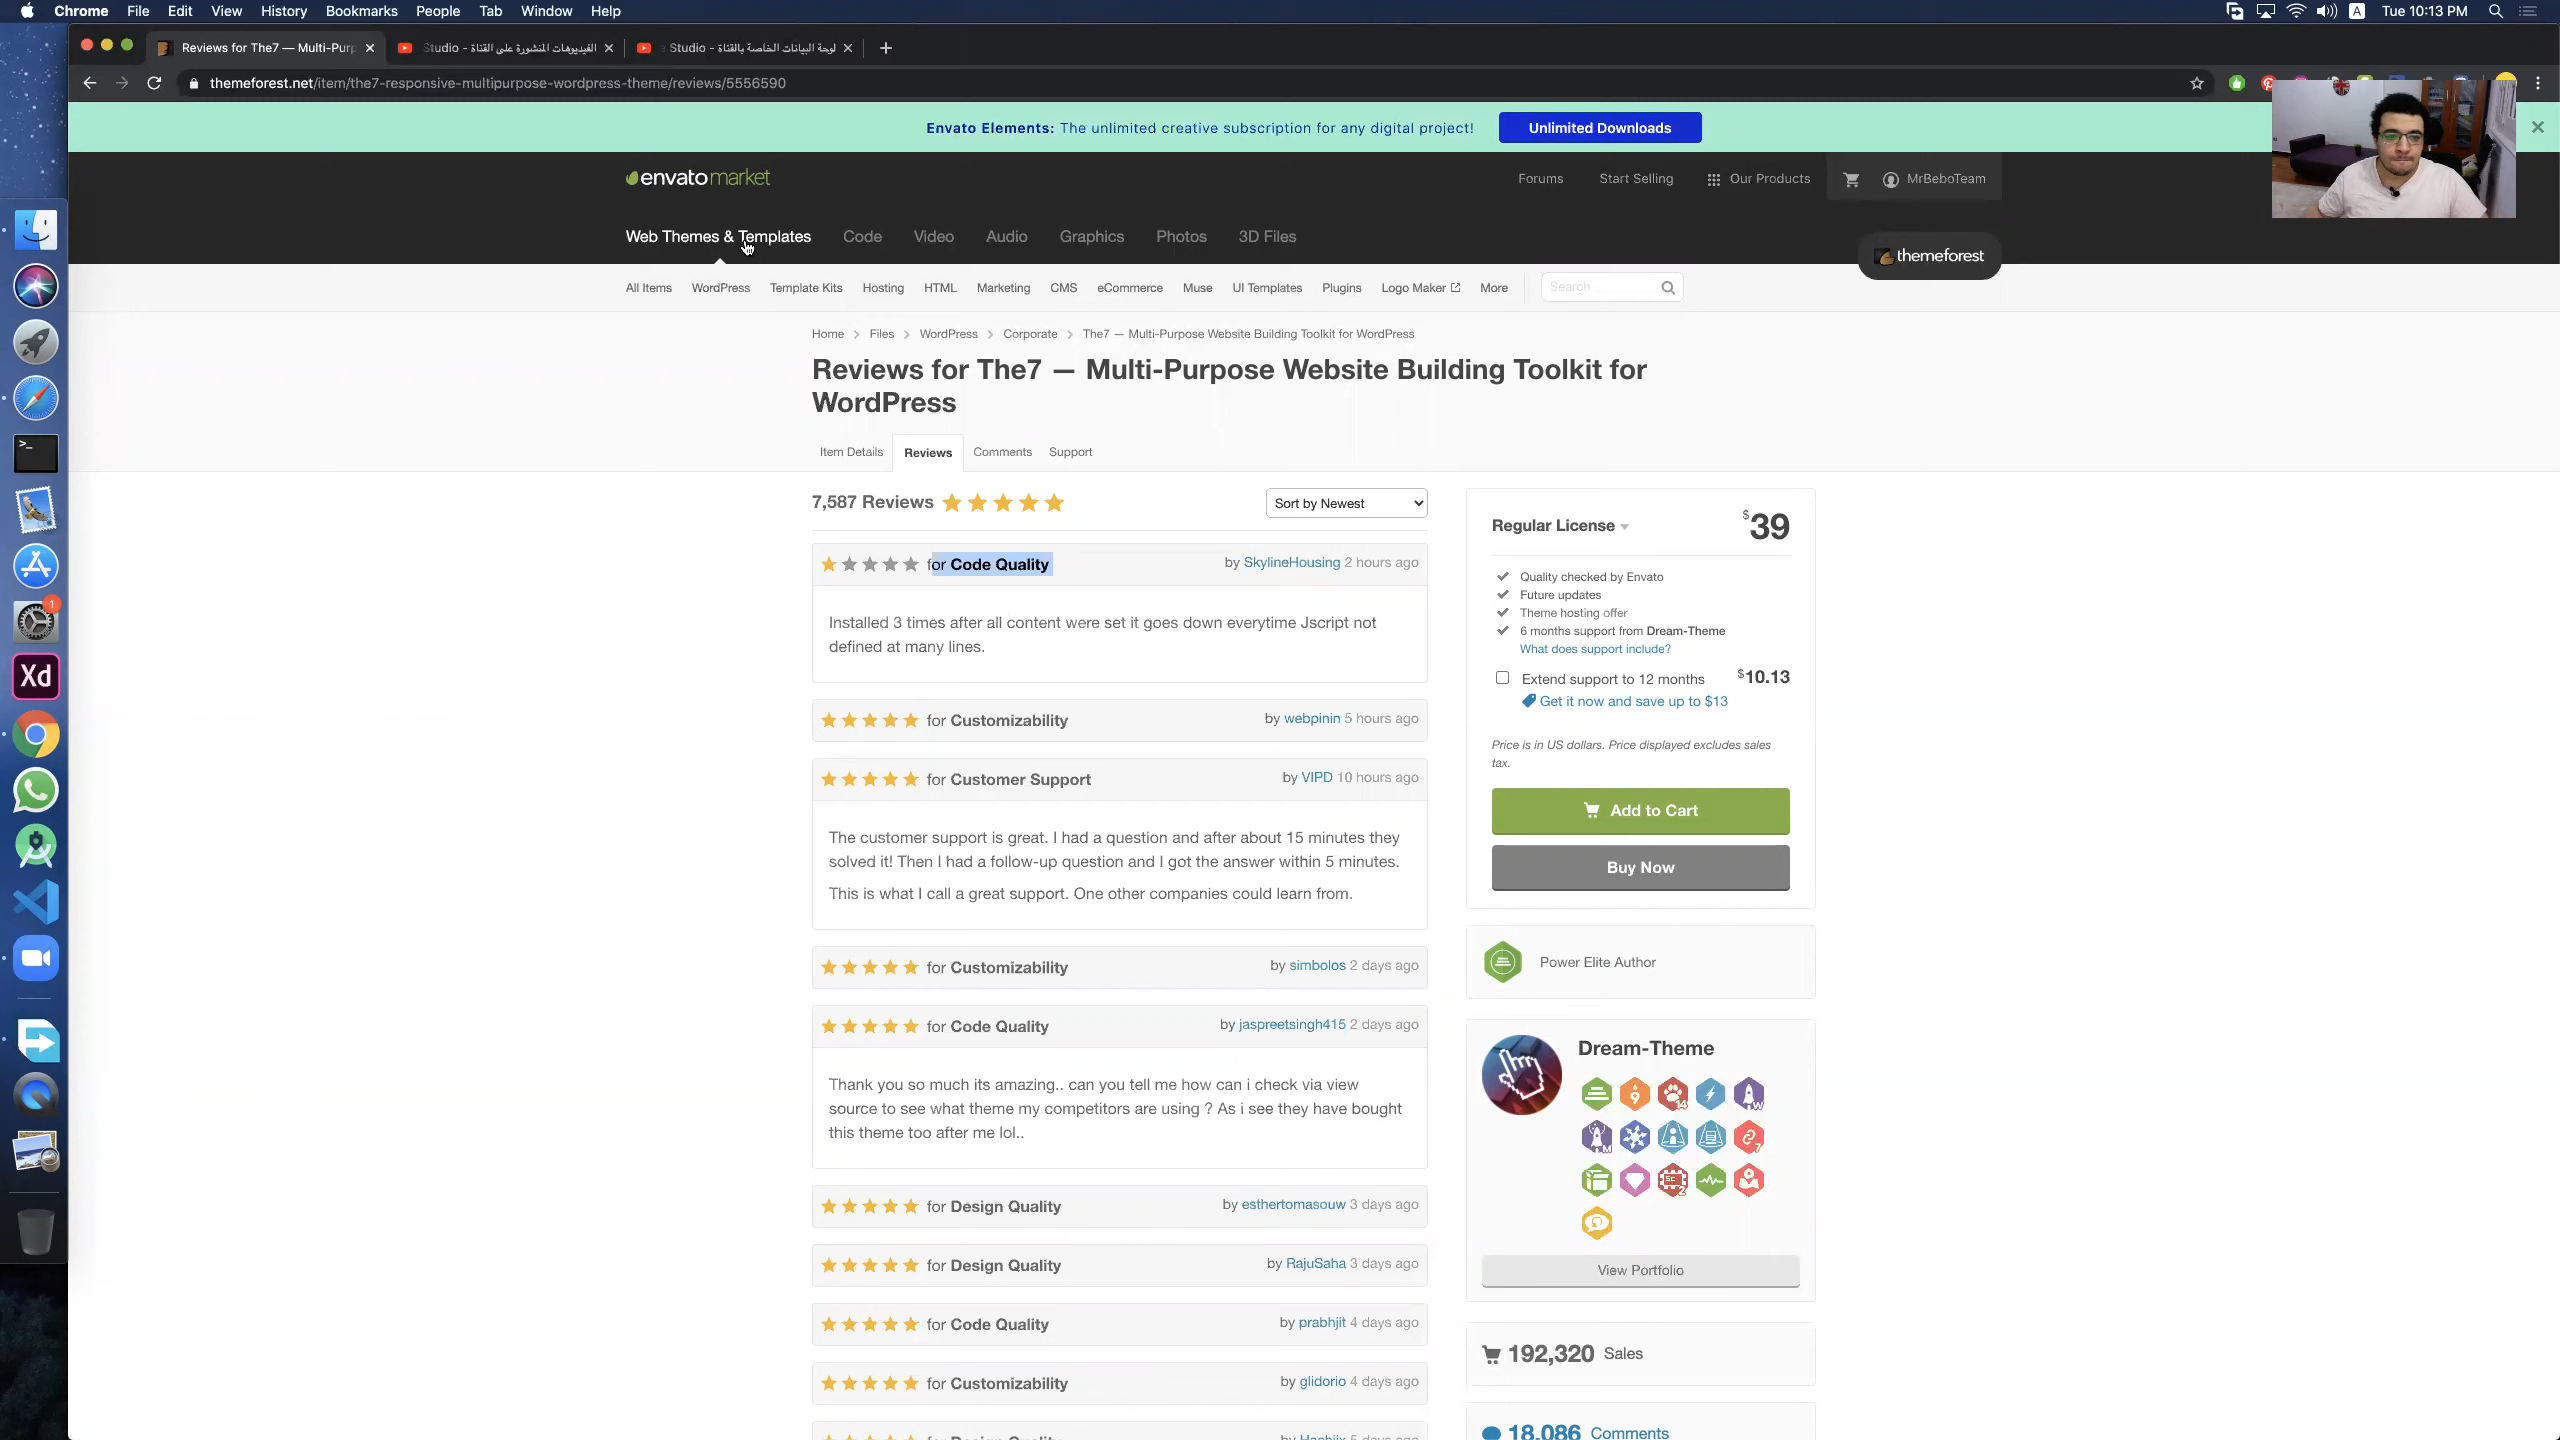 Chrome File Edit View History Bookmarks People Tab Window Help
A Tue 10:13 PM
Reviews for The7 — Multi-Purp
الفيديوهات المنشورة على القناة - Studio
لوحة البيانات الخاصة بالقناة - Studio
themeforest.net/item/the7-responsive-multipurpose-wordpress-theme/reviews/5556590
Envato Elements: The unlimited creative subscription for any digital project!
Unlimited Downloads
envatomarket
Forums Start Selling Our Products MrBeboTeam
Web Themes & Templates Code Video Audio Graphics Photos 3D Files
themeforest
All Items WordPress Template Kits Hosting HTML Marketing CMS eCommerce Muse UI Templates Plugins Logo Maker More
Search
Home > Files > WordPress > Corporate > The7 — Multi-Purpose Website Building Toolkit for WordPress
Reviews for The7 — Multi-Purpose Website Building Toolkit for
WordPress
Item Details Reviews Comments Support
7,587 Reviews
Sort by Newest
for Code Quality by SkylineHousing 2 hours ago
Installed 3 times after all content were set it goes down everytime Jscript not
defined at many lines.
for Customizability by webpinin 5 hours ago
for Customer Support by VIPD 10 hours ago
The customer support is great. I had a question and after about 15 minutes they
solved it! Then I had a follow-up question and I got the answer within 5 minutes.
This is what I call a great support. One other companies could learn from.
for Customizability by simbolos 2 days ago
for Code Quality by jaspreetsingh415 2 days ago
Thank you so much its amazing.. can you tell me how can i check via view
source to see what theme my competitors are using ? As i see they have bought
this theme too after me lol..
for Design Quality by esthertomasouw 3 days ago
for Design Quality by RajuSaha 3 days ago
for Code Quality by prabhjit 4 days ago
for Customizability by glidorio 4 days ago
Regular License $39
Quality checked by Envato
Future updates
Theme hosting offer
6 months support from Dream-Theme
What does support include?
Extend support to 12 months $10.13
Get it now and save up to $13
Price is in US dollars. Price displayed excludes sales
tax.
Add to Cart
Buy Now
Power Elite Author
Dream-Theme
View Portfolio
192,320 Sales
18,086 Comments
1
>_
Xd